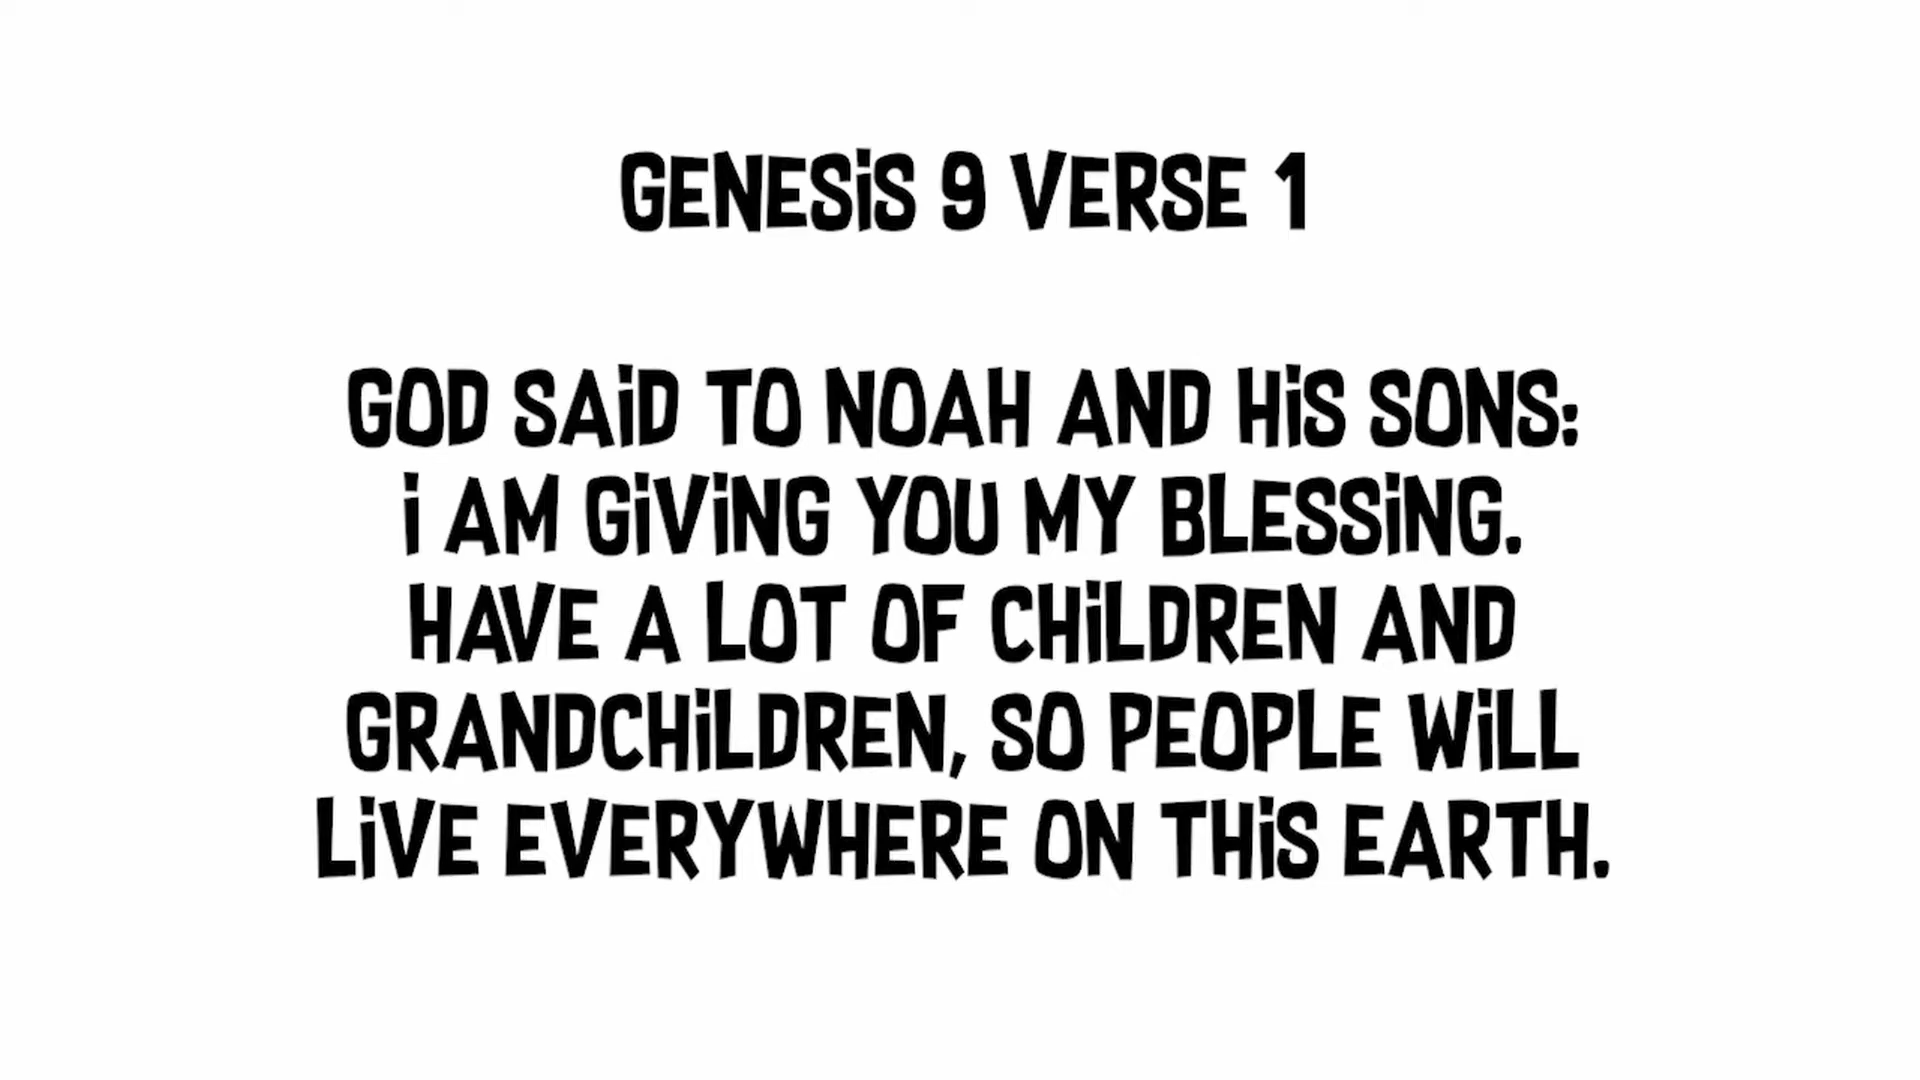 GENESiS 9 VERSE 1
GOD SAiD TO NOAH AND HiS SONS:
i AM GiViNG YOU MY BLESSiNG.
HAVE A LOT OF CHiLDREN AND
GRANDCHiLDREN, SO PEOPLE WiLL
LiVE EVERYWHERE ON THiS EARTH.